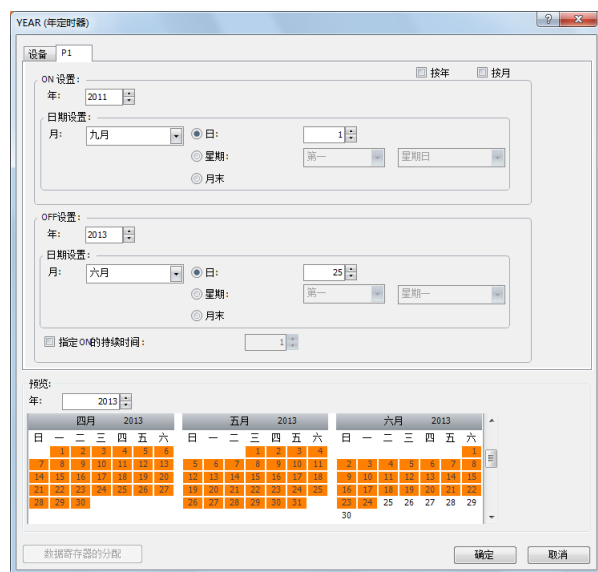 YEAR (年定时器)
设备 P1
按年 按月
ON 设置:
年: 2011
日期设置:
月: 九月 日: 1
星期: 第一 星期日
月末
OFF设置:
年: 2013
日期设置:
月: 六月 日: 25
星期: 第一 星期一
月末
指定ON的持续时间: 1
预览:
年: 2013
四月 2013 五月 2013 六月 2013
日 一 二 三 四 五 六 日 一 二 三 四 五 六 日 一 二 三 四 五 六
1 2 3 4 5 6 1 2 3 4 1
7 8 9 10 11 12 13 5 6 7 8 9 10 11 2 3 4 5 6 7 8
14 15 16 17 18 19 20 12 13 14 15 16 17 18 9 10 11 12 13 14 15
21 22 23 24 25 26 27 19 20 21 22 23 24 25 16 17 18 19 20 21 22
28 29 30 26 27 28 29 30 31 23 24 25 26 27 28 29
30
数据寄存器的分配 确定 取消